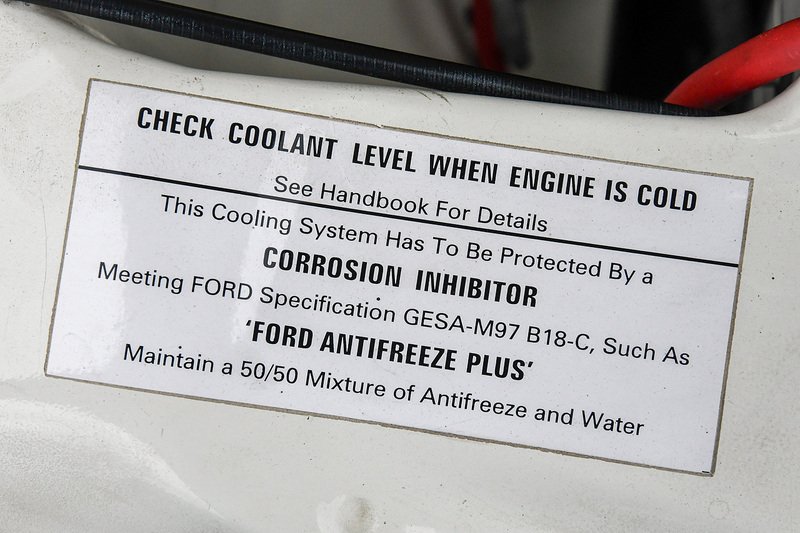 CHECK COOLANT LEVEL WHEN ENGINE IS COLD
See Handbook For Details
This Cooling System Has To Be Protected By a
CORROSION INHIBITOR
Meeting FORD Specification GESA-M97 B18-C, Such As
‘FORD ANTIFREEZE PLUS’
Maintain a 50/50 Mixture of Antifreeze and Water